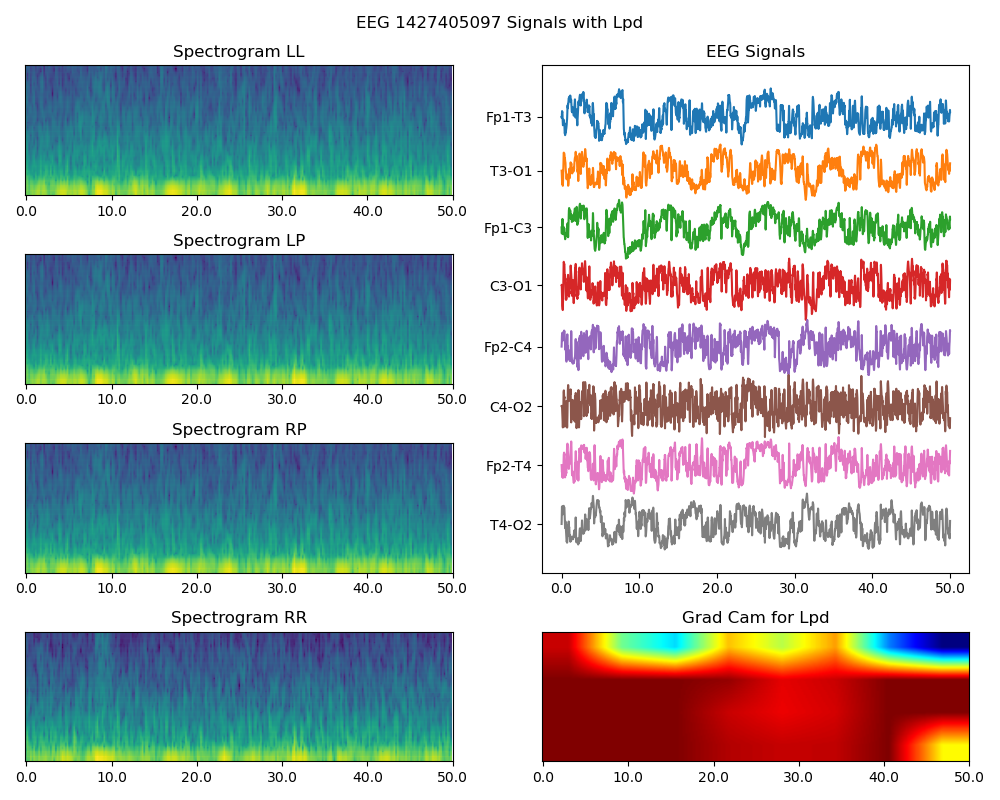 EEG 1427405097 Signals with Lpd
Spectrogram LL
0.0 10.0 20.0 30.0 40.0 50.0
Spectrogram LP
0.0 10.0 20.0 30.0 40.0 50.0
Spectrogram RP
0.0 10.0 20.0 30.0 40.0 50.0
Spectrogram RR
0.0 10.0 20.0 30.0 40.0 50.0
EEG Signals
Fp1-T3
T3-O1
Fp1-C3
C3-O1
Fp2-C4
C4-O2
Fp2-T4
T4-O2
0.0 10.0 20.0 30.0 40.0 50.0
Grad Cam for Lpd
0.0 10.0 20.0 30.0 40.0 50.0